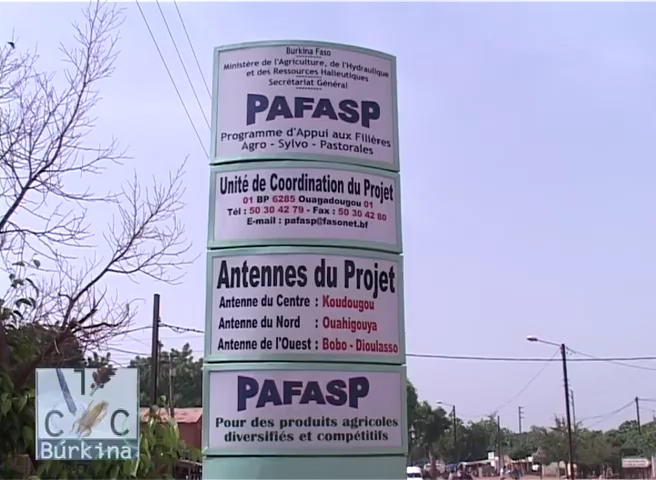 Burkina Faso
Ministère de l'Agriculture, de l'Hydraulique
et des Ressources Halieutiques
Secrétariat Général
PAFASP
Programme d'Appui aux Filières
Agro - Sylvo - Pastorales
Unité de Coordination du Projet
01 BP 6285 Ouagadougou 01
Tél : 50 30 42 79 - Fax : 50 30 42 80
E-mail : pafasp@fasonet.bf
Antennes du Projet
Antenne du Centre : Koudougou
Antenne du Nord : Ouahigouya
Antenne de l'Ouest : Bobo - Dioulasso
PAFASP
Pour des produits agricoles
diversifiés et compétitifs
C C
Búrkina